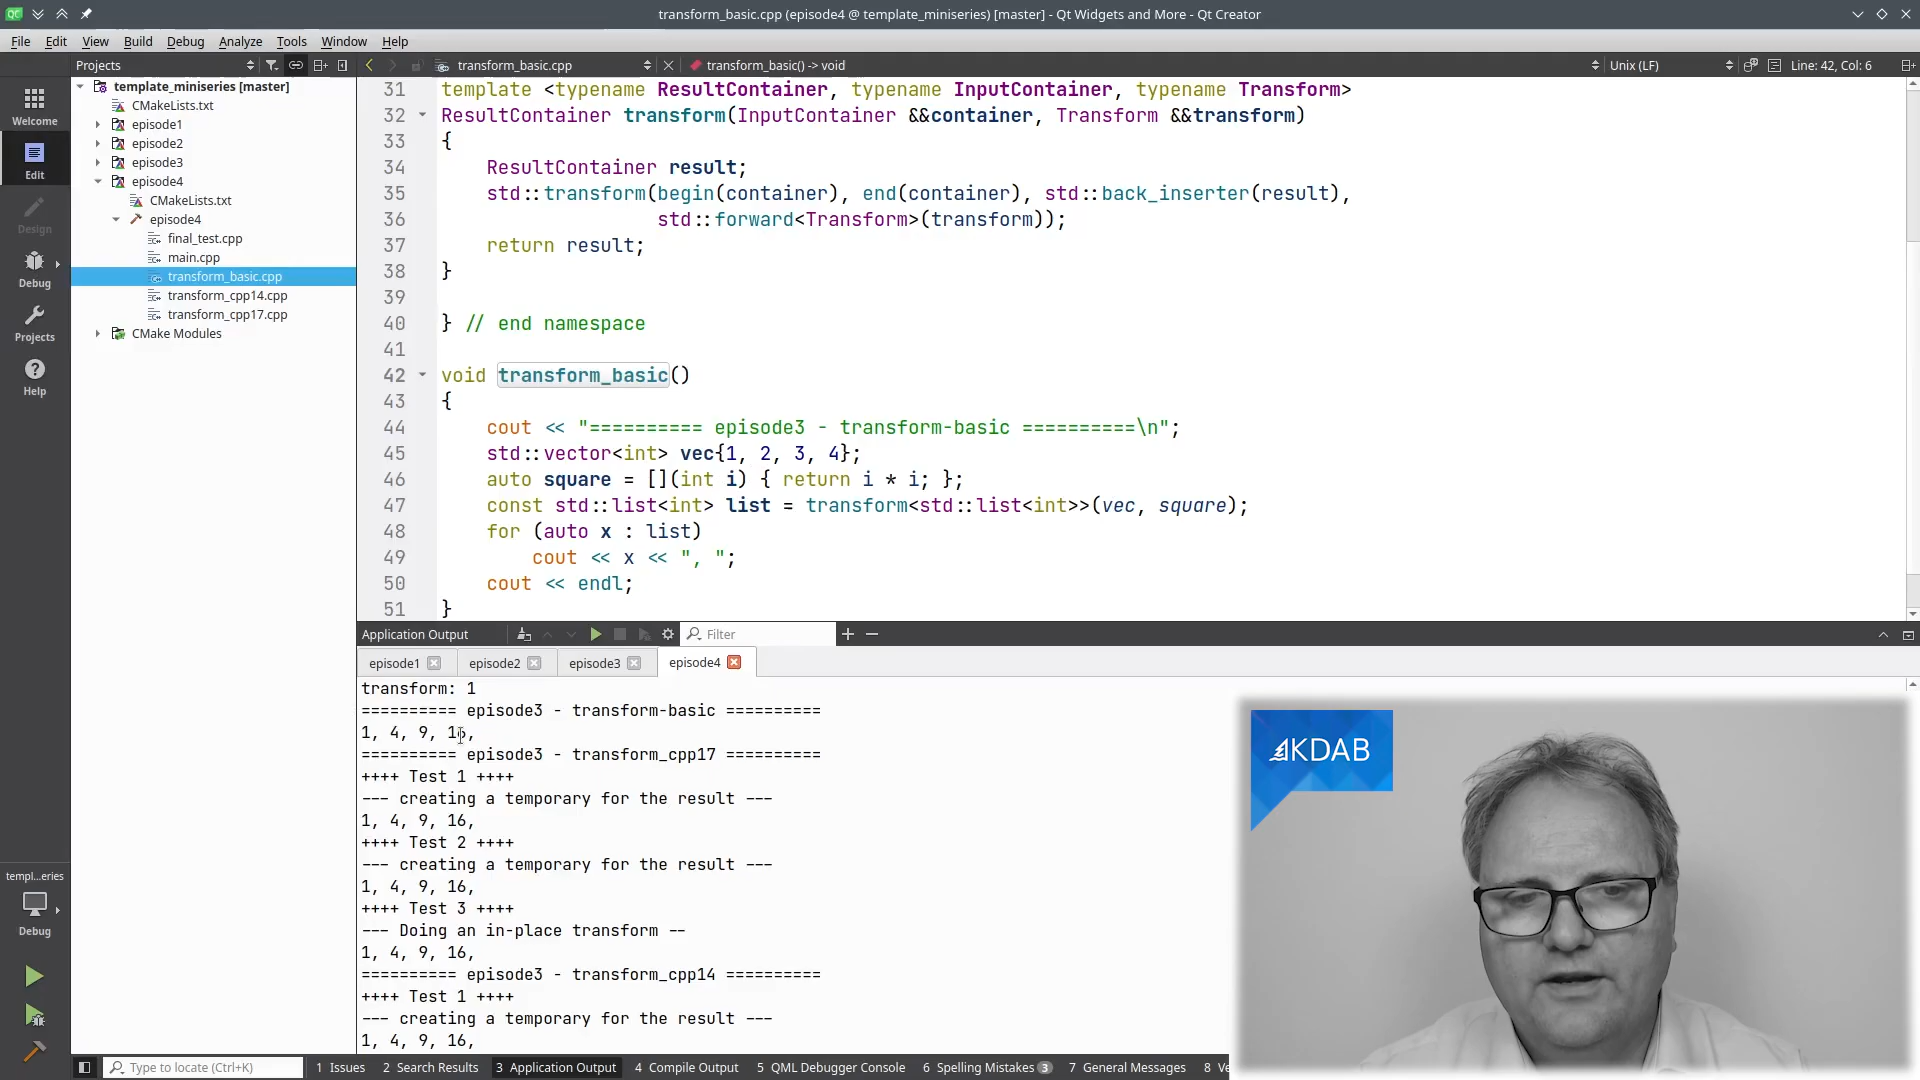 transform_basic.cpp (episode4 @ template_miniseries) [master] - Qt Widgets and More - Qt Creator
File Edit View Build Debug Analyze Tools Window Help
Projects
transform_basic.cpp
transform_basic() -> void
Unix (LF)
Line: 42, Col: 6
Welcome
Edit
Design
Debug
Projects
Help
templ...eries
Debug
template_miniseries [master]
CMakeLists.txt
episode1
episode2
episode3
episode4
CMakeLists.txt
episode4
final_test.cpp
main.cpp
transform_basic.cpp
transform_cpp14.cpp
transform_cpp17.cpp
CMake Modules
31 template <typename ResultContainer, typename InputContainer, typename Transform>
32 ResultContainer transform(InputContainer &&container, Transform &&transform)
33 {
34 ResultContainer result;
35 std::transform(begin(container), end(container), std::back_inserter(result),
36 std::forward<Transform>(transform));
37 return result;
38 }
39
40 } // end namespace
41
42 void transform_basic()
43 {
44 cout << "========== episode3 - transform-basic ==========\n";
45 std::vector<int> vec{1, 2, 3, 4};
46 auto square = [](int i) { return i * i; };
47 const std::list<int> list = transform<std::list<int>>(vec, square);
48 for (auto x : list)
49 cout << x << ", ";
50 cout << endl;
51 }
Application Output
Filter
episode1 episode2 episode3 episode4
transform: 1
========== episode3 - transform-basic ==========
1, 4, 9, 16,
========== episode3 - transform_cpp17 ==========
++++ Test 1 ++++
--- creating a temporary for the result ---
1, 4, 9, 16,
++++ Test 2 ++++
--- creating a temporary for the result ---
1, 4, 9, 16,
++++ Test 3 ++++
--- Doing an in-place transform --
1, 4, 9, 16,
========== episode3 - transform_cpp14 ==========
++++ Test 1 ++++
--- creating a temporary for the result ---
1, 4, 9, 16,
KDAB
Type to locate (Ctrl+K)
1 Issues 2 Search Results 3 Application Output 4 Compile Output 5 QML Debugger Console 6 Spelling Mistakes 3 7 General Messages 8